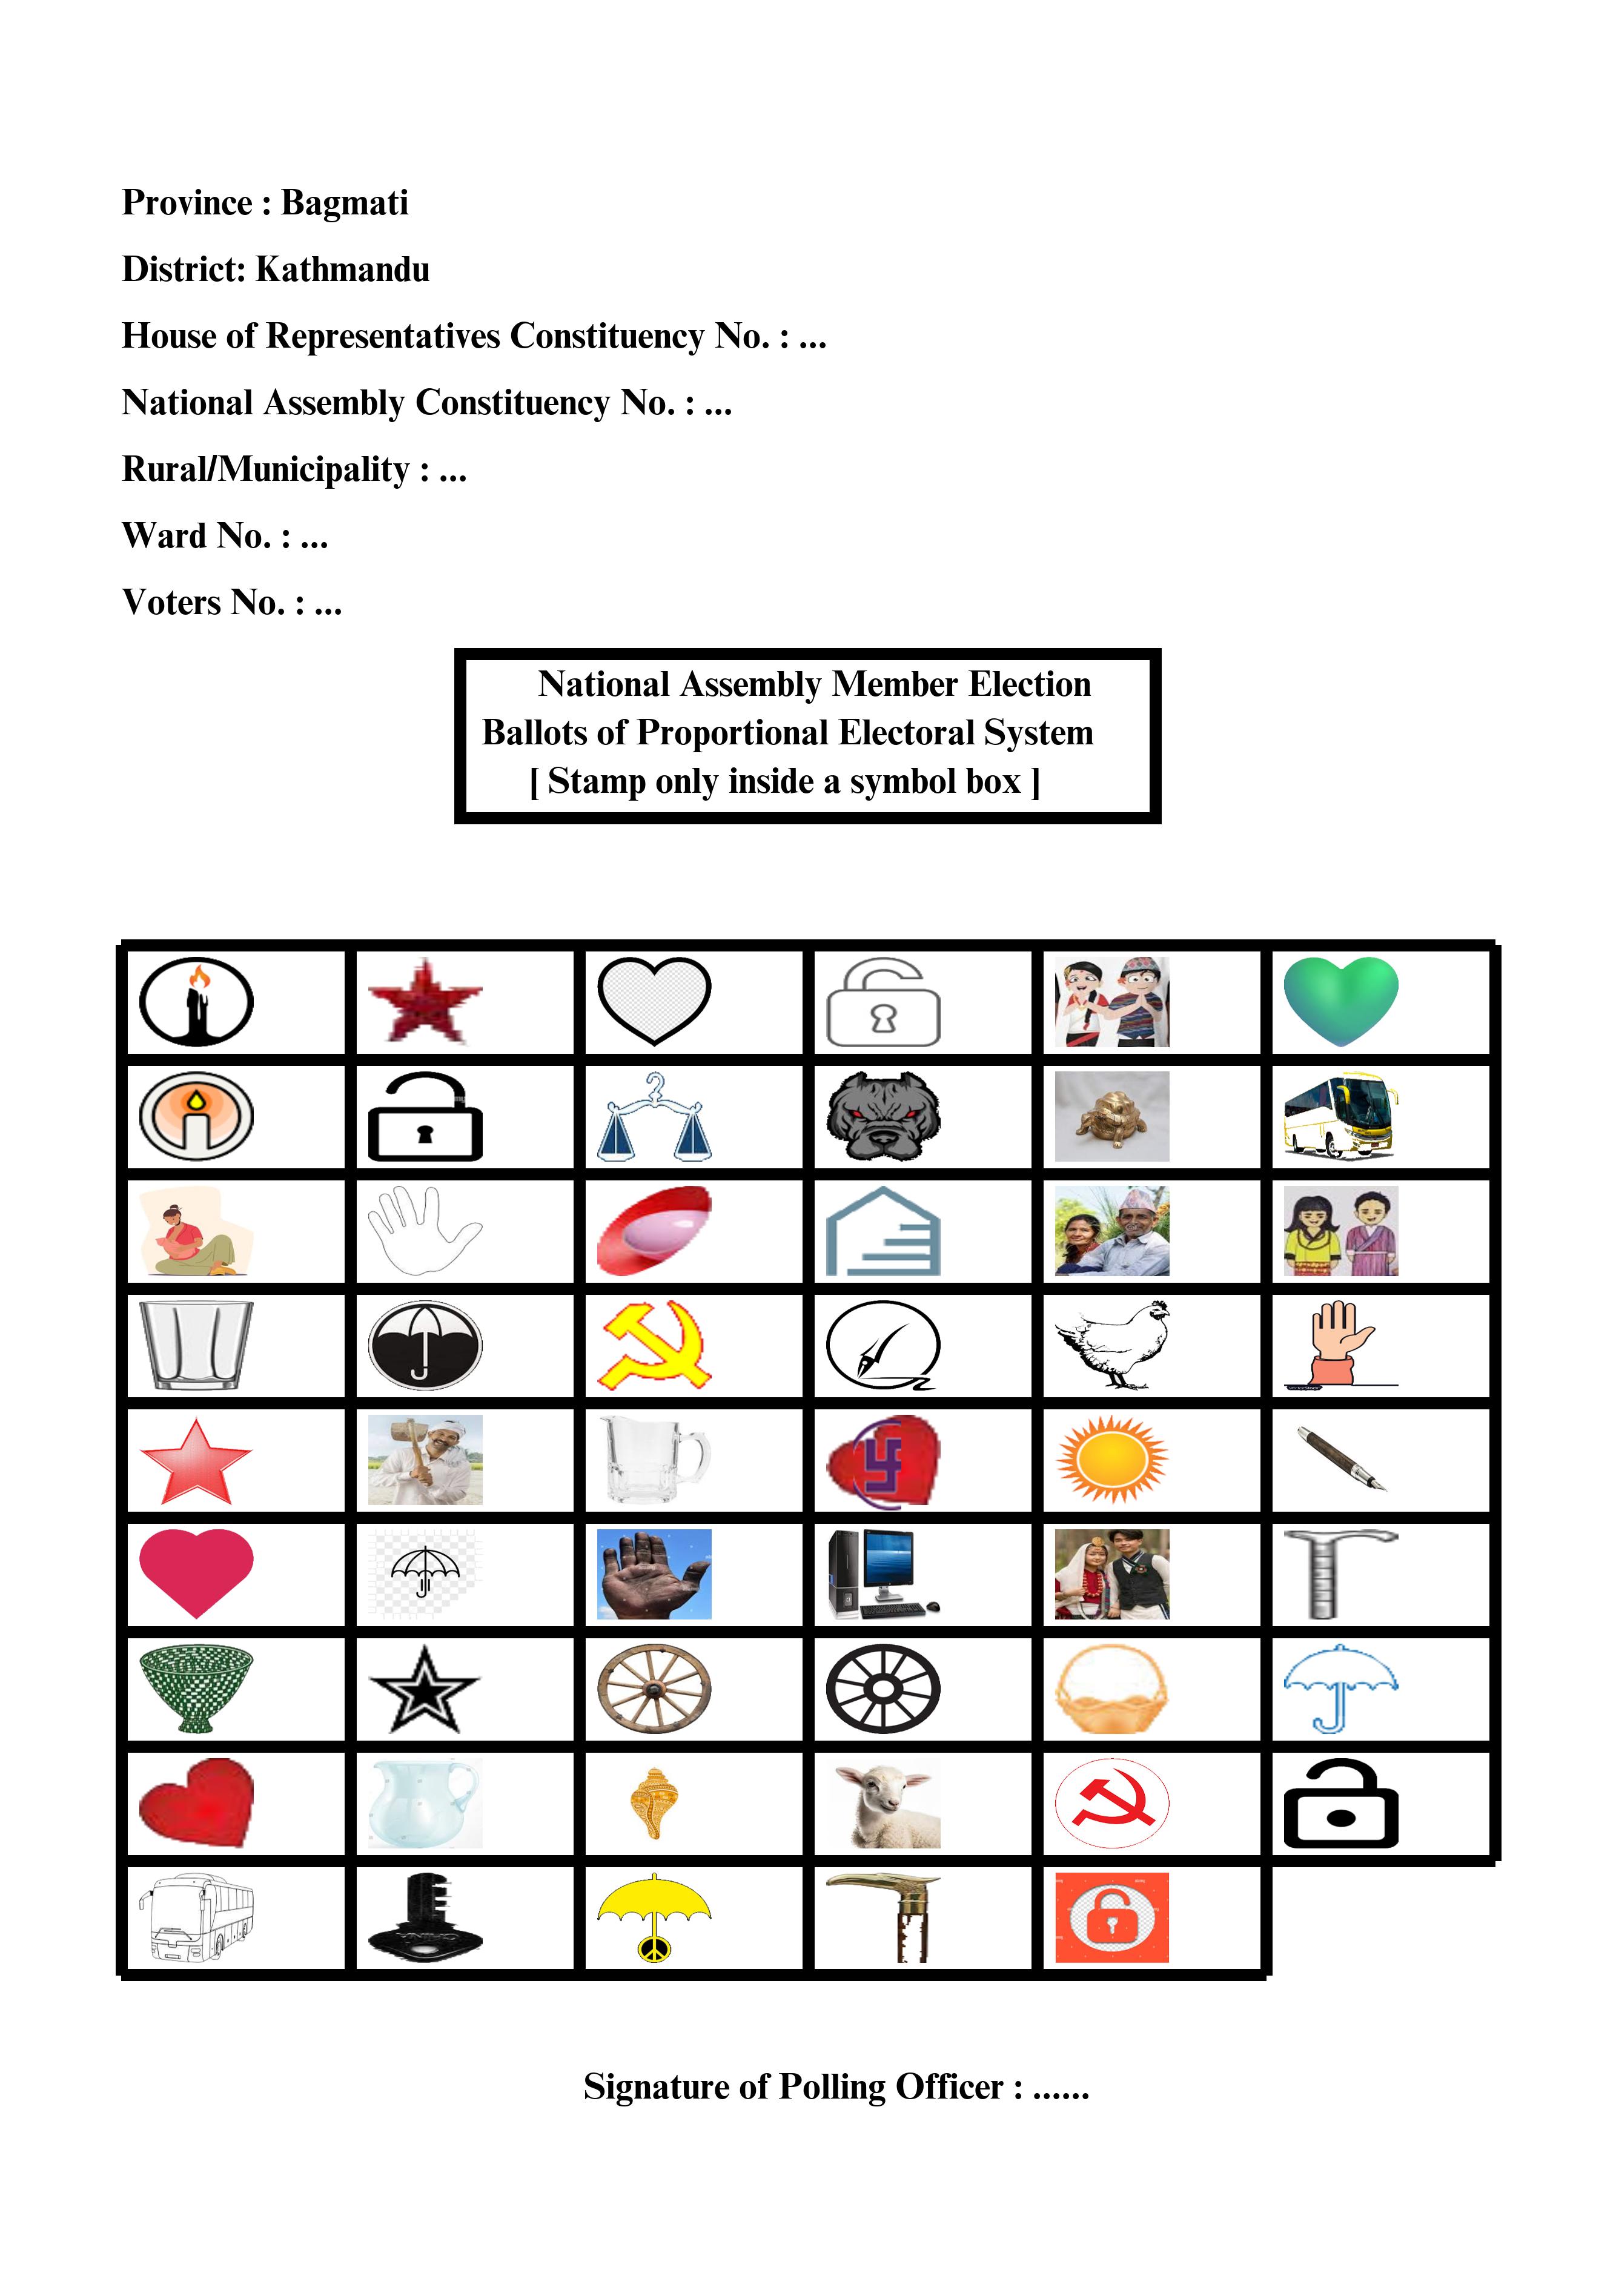 Province : Bagmati
District: Kathmandu
House of Representatives Constituency No. : ...
National Assembly Constituency No. : ...
Rural/Municipality : ...
Ward No. : ...
Voters No. : ...
National Assembly Member Election
Ballots of Proportional Electoral System
[ Stamp only inside a symbol box ]
Signature of Polling Officer : ......